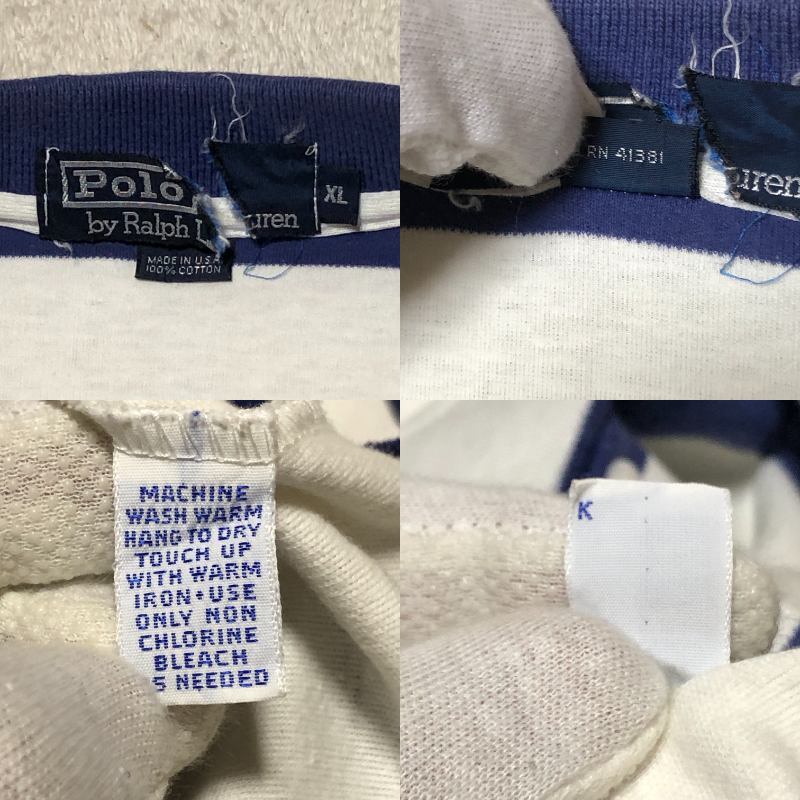 Polo
by Ralph L uren
XL
MADE IN U.S.A.
100% COTTON
RN 41381
uren
MACHINE
WASH WARM
HANG TO DRY
TOUCH UP
WITH WARM
IRON • USE
ONLY NON
CHLORINE
BLEACH
S NEEDED
K